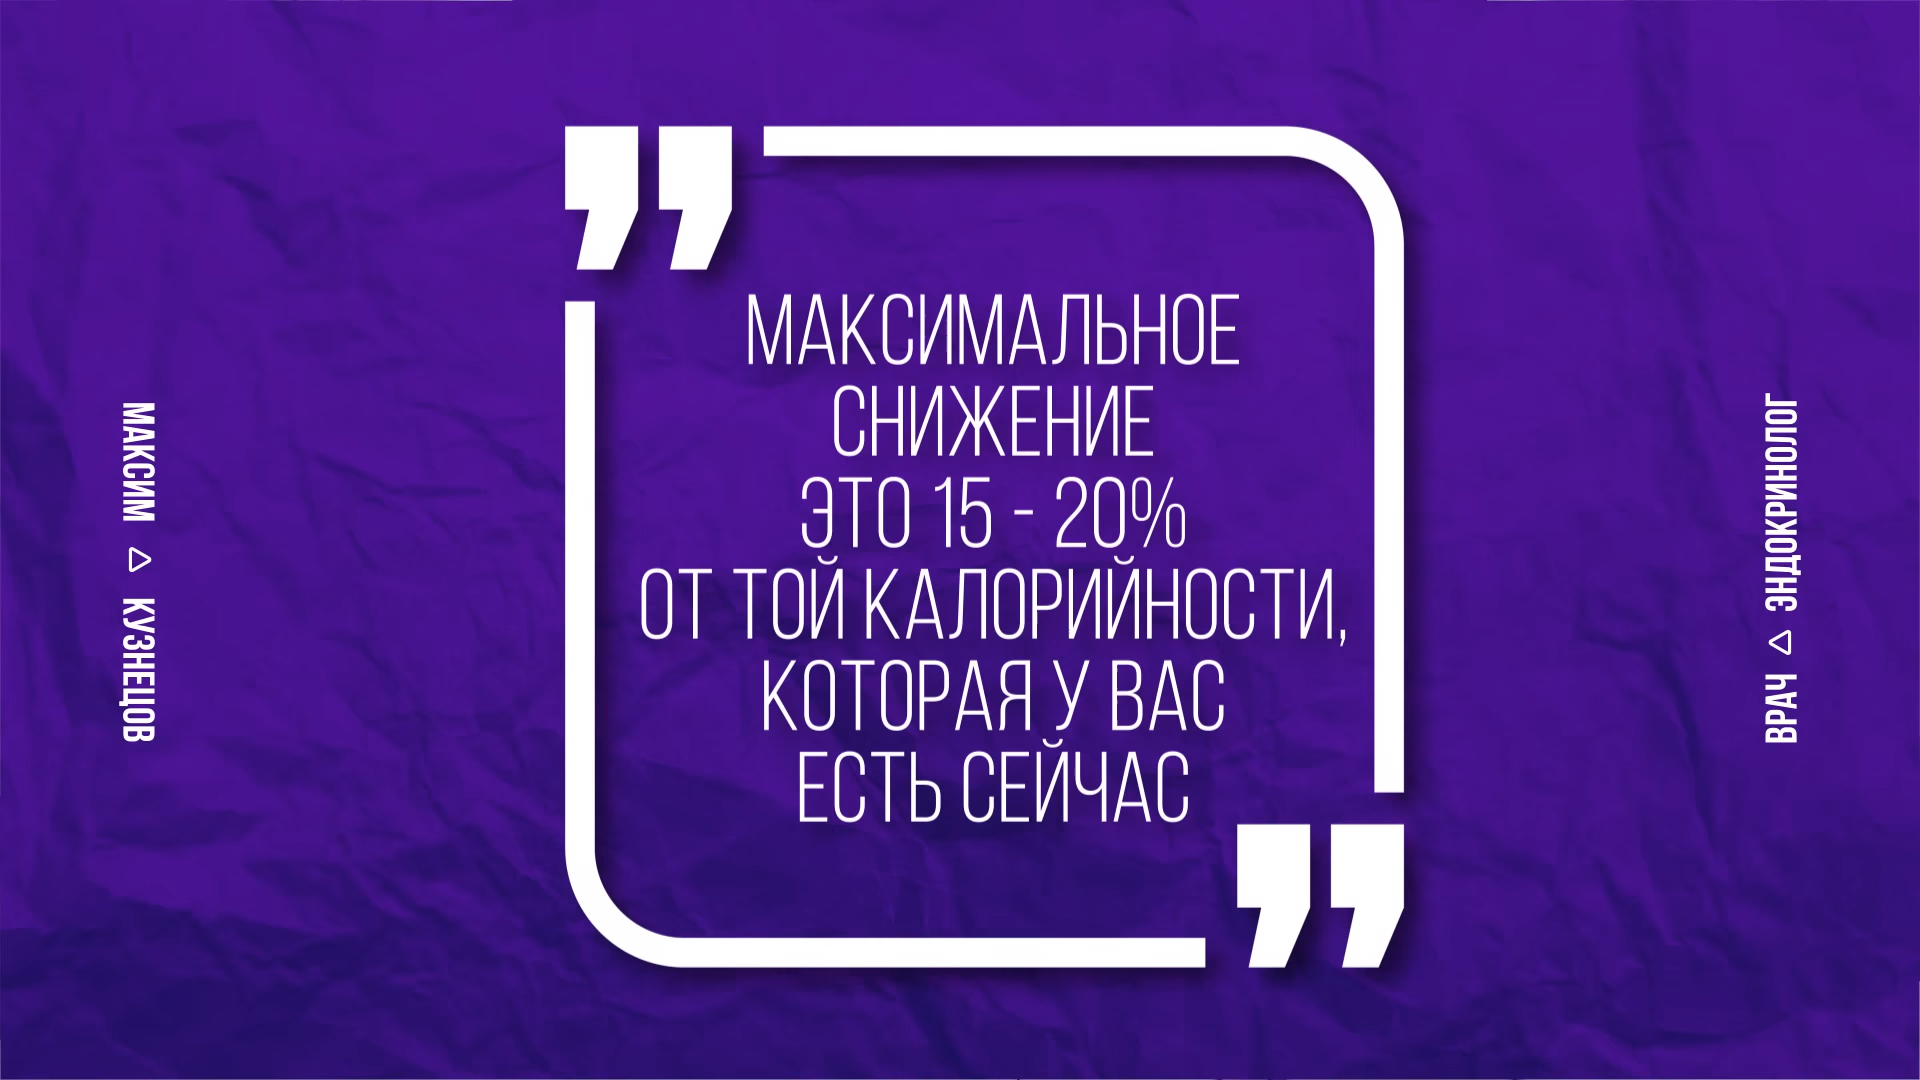 МАКСИМАЛЬНОЕ
СНИЖЕНИЕ
ЭТО 15 - 20%
ОТ ТОЙ КАЛОРИЙНОСТИ,
КОТОРАЯ У ВАС
ЕСТЬ СЕЙЧАС
МАКСИМ △ КУЗНЕЦОВ
ВРАЧ △ ЭНДОКРИНОЛОГ